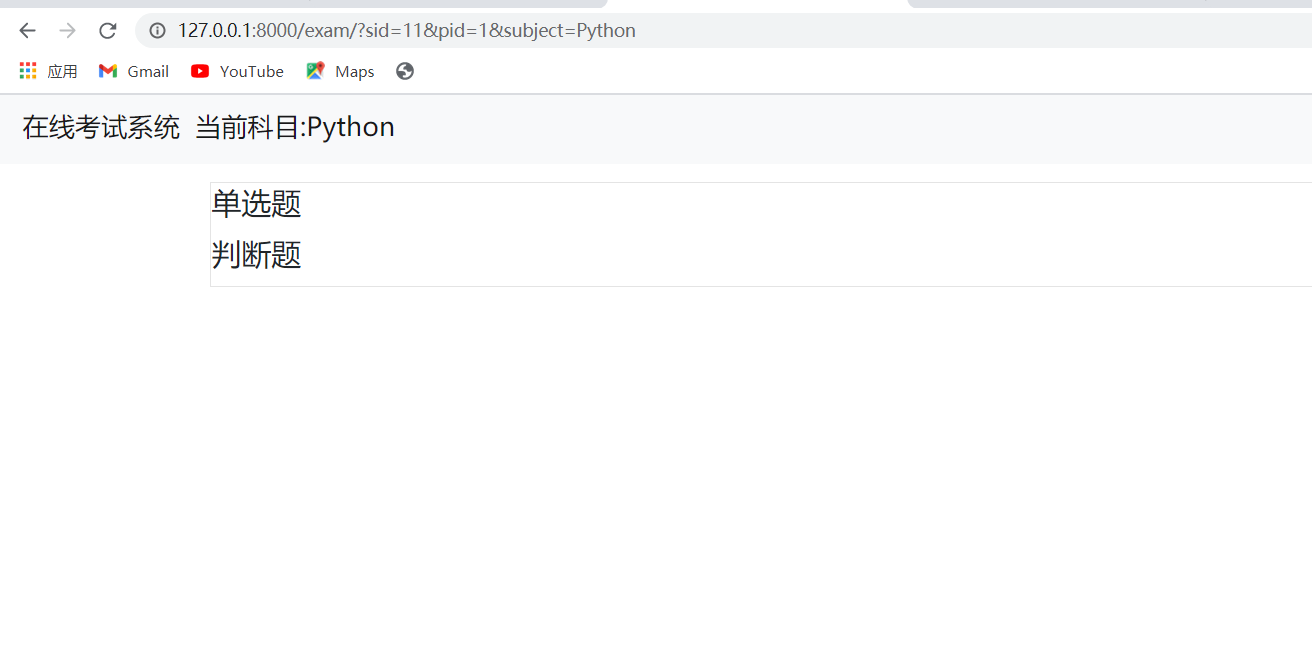 127.0.0.1:8000/exam/?sid=11&pid=1&subject=Python
应用 Gmail YouTube Maps
在线考试系统 当前科目:Python
单选题
判断题